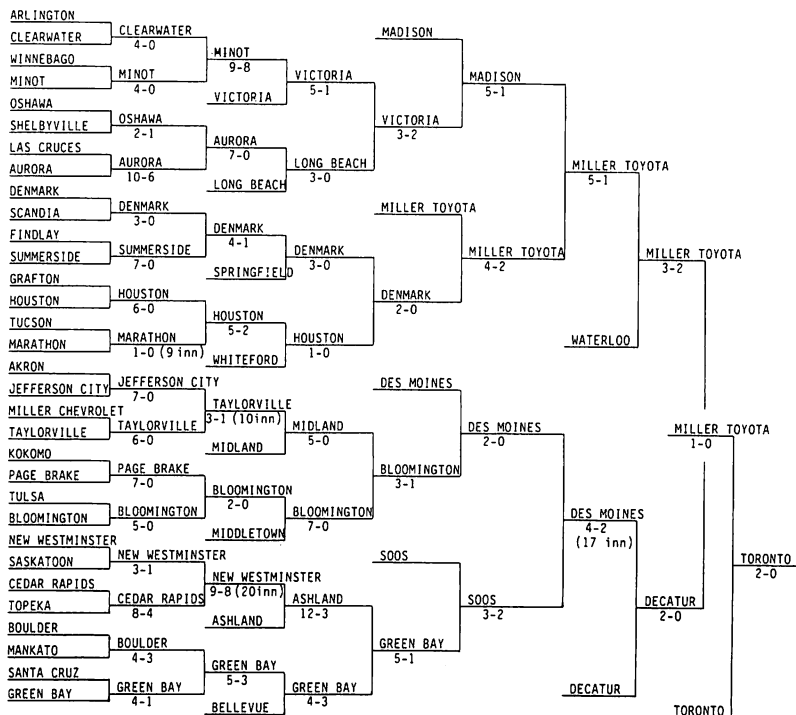 ARLINGTON
CLEARWATER
WINNEBAGO
MINOT
OSHAWA
SHELBYVILLE
LAS CRUCES
AURORA
DENMARK
SCANDIA
FINDLAY
SUMMERSIDE
GRAFTON
HOUSTON
TUCSON
MARATHON
AKRON
JEFFERSON CITY
MILLER CHEVROLET
TAYLORVILLE
KOKOMO
PAGE BRAKE
TULSA
BLOOMINGTON
NEW WESTMINSTER
SASKATOON
CEDAR RAPIDS
TOPEKA
BOULDER
MANKATO
SANTA CRUZ
GREEN BAY
CLEARWATER
4-0
MINOT
4-0
OSHAWA
2-1
AURORA
10-6
DENMARK
3-0
SUMMERSIDE
7-0
HOUSTON
6-0
MARATHON
1-0 (9 inn)
JEFFERSON CITY
7-0
TAYLORVILLE
6-0
PAGE BRAKE
7-0
BLOOMINGTON
5-0
NEW WESTMINSTER
3-1
CEDAR RAPIDS
8-4
BOULDER
4-3
GREEN BAY
4-1
MINOT
9-8
VICTORIA
AURORA
7-0
LONG BEACH
DENMARK
4-1
SPRINGFIELD
HOUSTON
5-2
WHITEFORD
TAYLORVILLE
3-1 (10inn)
MIDLAND
BLOOMINGTON
2-0
MIDDLETOWN
NEW WESTMINSTER
9-8 (20inn)
ASHLAND
GREEN BAY
5-3
BELLEVUE
VICTORIA
5-1
LONG BEACH
3-0
DENMARK
3-0
HOUSTON
1-0
MIDLAND
5-0
BLOOMINGTON
7-0
ASHLAND
12-3
GREEN BAY
4-3
MADISON
VICTORIA
3-2
MILLER TOYOTA
DENMARK
2-0
DES MOINES
BLOOMINGTON
3-1
SOOS
GREEN BAY
5-1
MADISON
5-1
MILLER TOYOTA
4-2
DES MOINES
2-0
SOOS
3-2
MILLER TOYOTA
5-1
WATERLOO
DES MOINES
4-2
(17 inn)
DECATUR
MILLER TOYOTA
3-2
DECATUR
2-0
MILLER TOYOTA
1-0
TORONTO
TORONTO
2-0